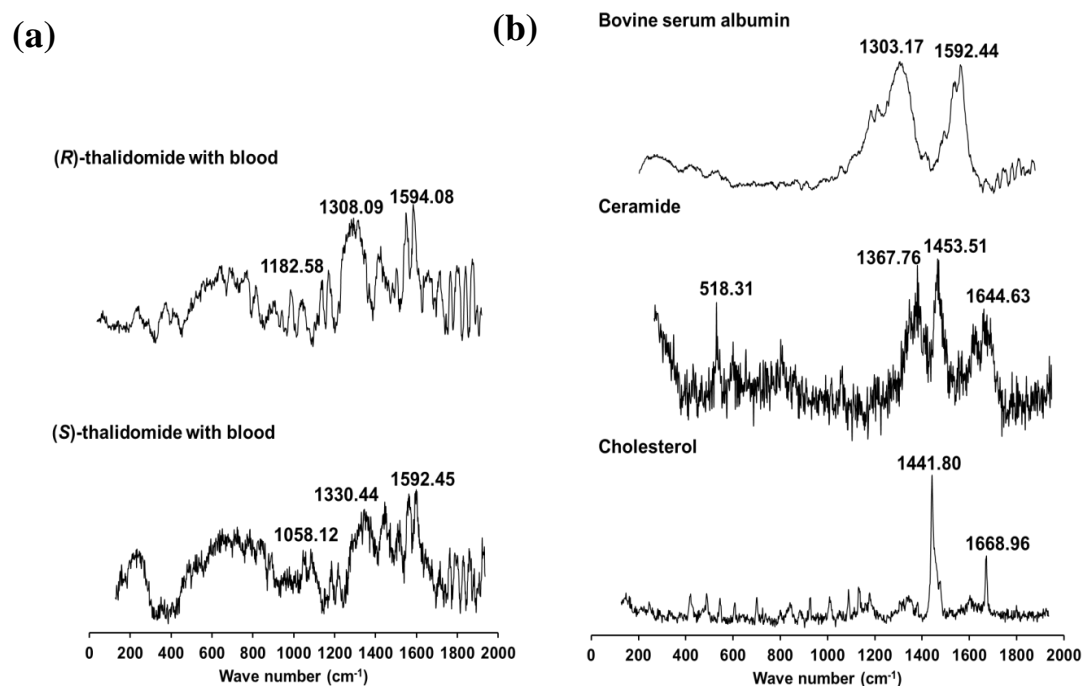 (a)
(R)-thalidomide with blood
1182.58
1308.09
1594.08
(S)-thalidomide with blood
1058.12
1330.44
1592.45
0 200 400 600 800 1000 1200 1400 1600 1800 2000
Wave number (cm-1)
(b)
Bovine serum albumin
1303.17
1592.44
Ceramide
518.31
1367.76
1453.51
1644.63
Cholesterol
1441.80
1668.96
0 200 400 600 800 1000 1200 1400 1600 1800 2000
Wave number (cm-1)